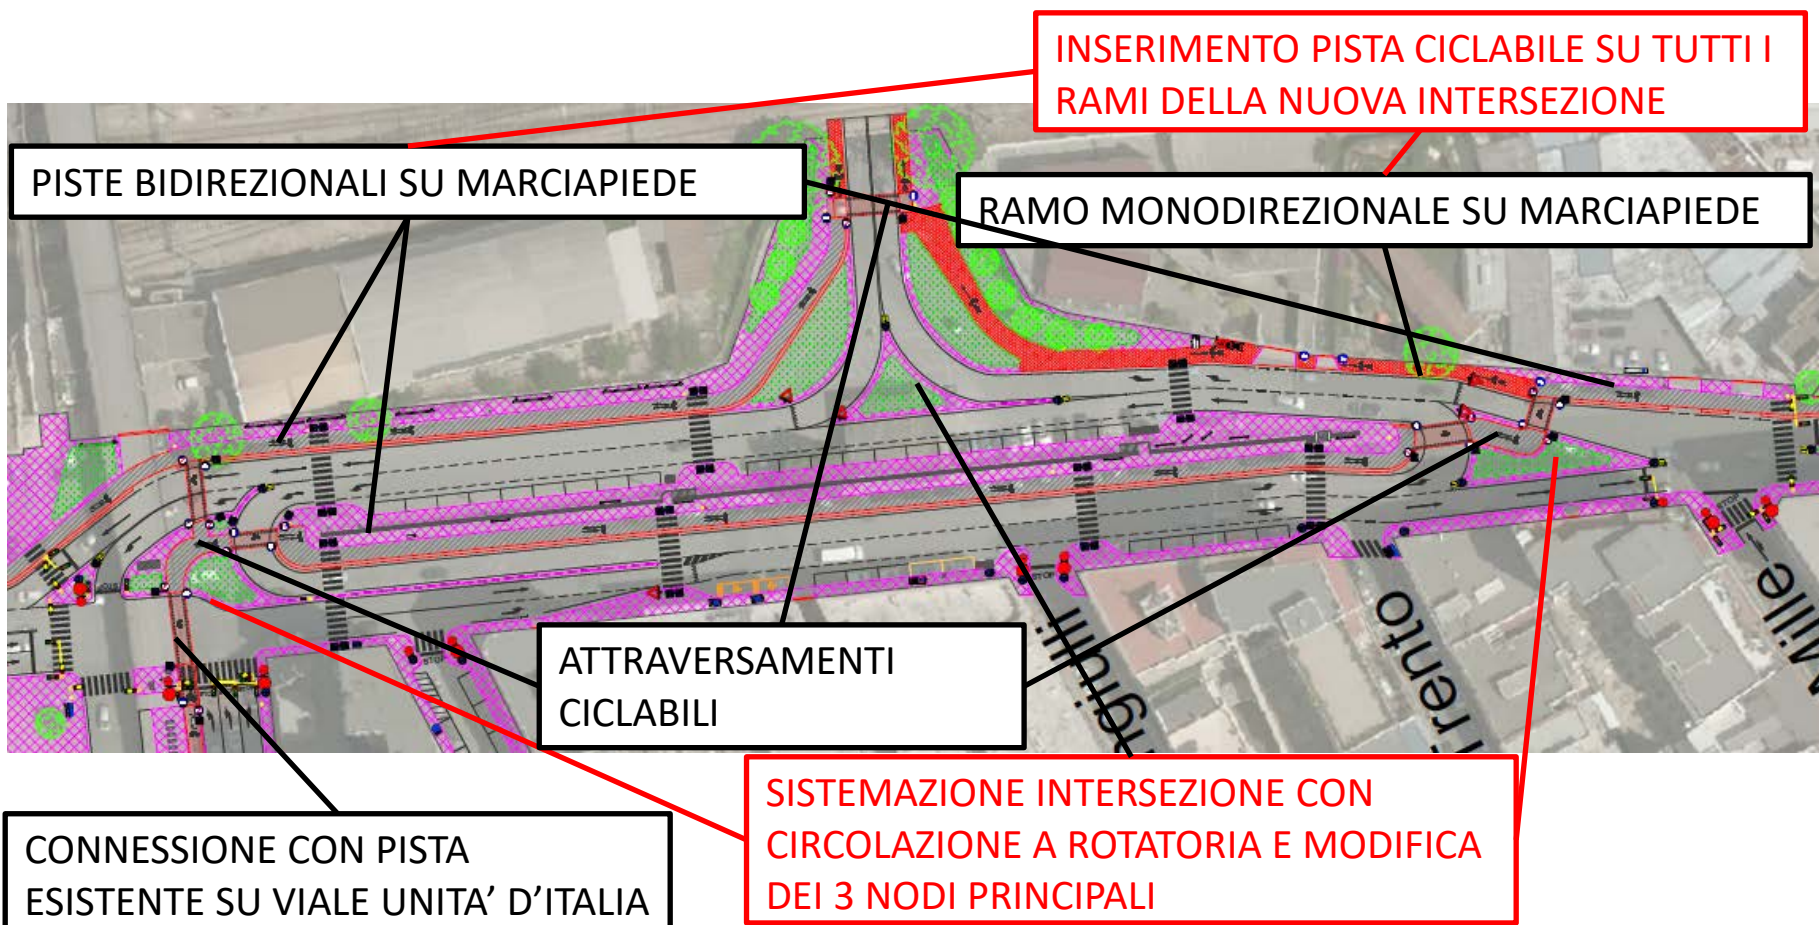 INSERIMENTO PISTA CICLABILE SU TUTTI I
RAMI DELLA NUOVA INTERSEZIONE
PISTE BIDIREZIONALI SU MARCIAPIEDE
RAMO MONODIREZIONALE SU MARCIAPIEDE
ATTRAVERSAMENTI
CICLABILI
giulii
Trento
Mille
SISTEMAZIONE INTERSEZIONE CON
CIRCOLAZIONE A ROTATORIA E MODIFICA
DEI 3 NODI PRINCIPALI
CONNESSIONE CON PISTA
ESISTENTE SU VIALE UNITA’ D’ITALIA